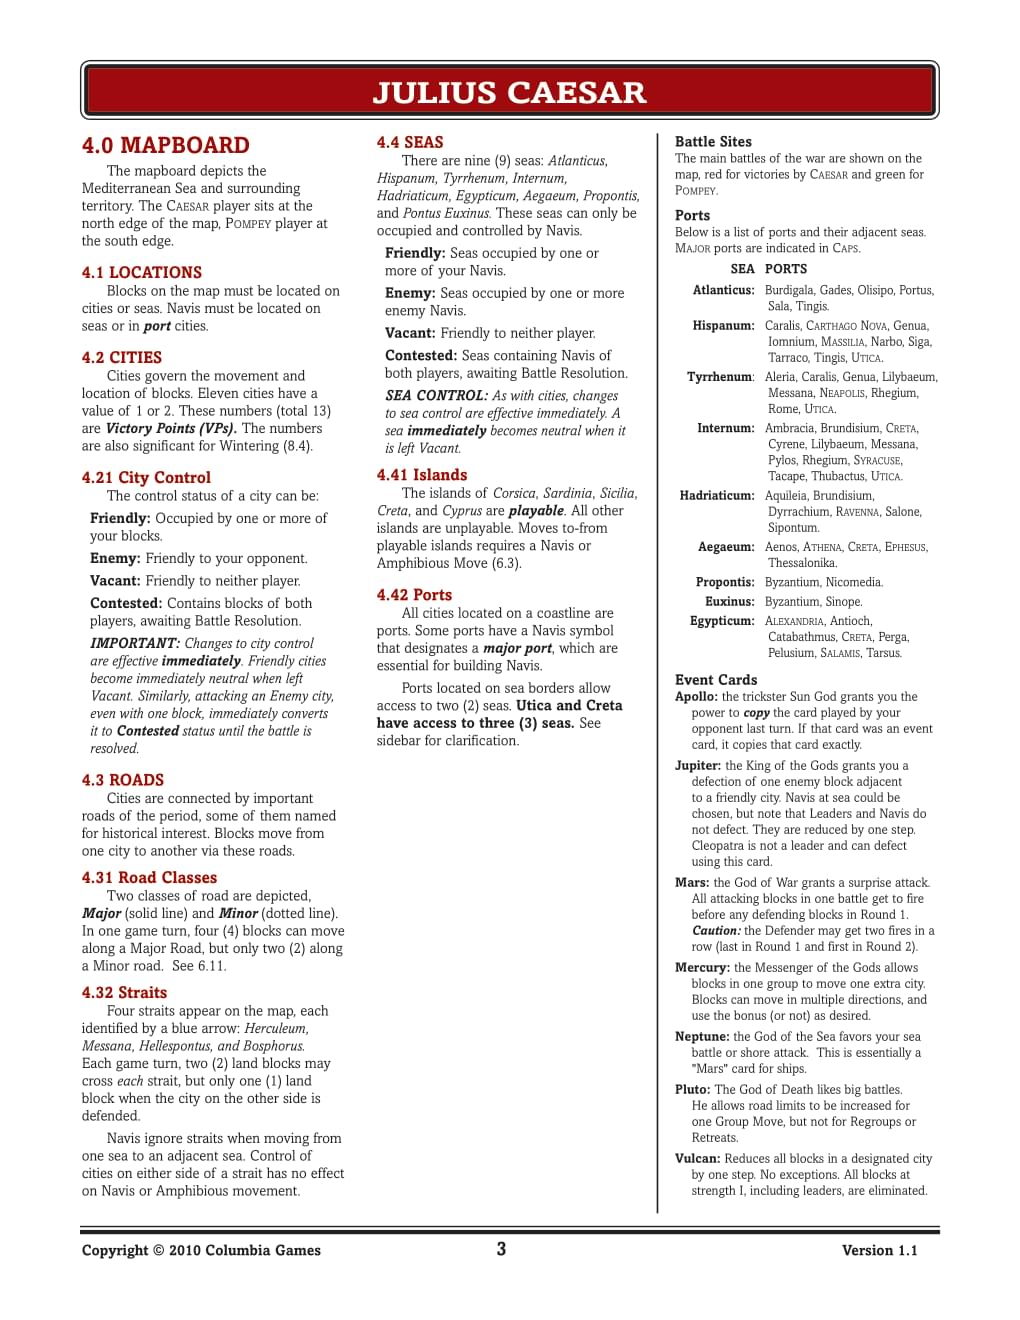 JULIUS CAESAR
4.0 MAPBOARD
The mapboard depicts the
Mediterranean Sea and surrounding
territory. The CAESAR player sits at the
north edge of the map, POMPEY player at
the south edge.
4.1 LOCATIONS
Blocks on the map must be located on
cities or seas. Navis must be located on
seas or in port cities.
4.2 CITIES
Cities govern the movement and
location of blocks. Eleven cities have a
value of 1 or 2. These numbers (total 13)
are Victory Points (VPs). The numbers
are also significant for Wintering (8.4).
4.21 City Control
The control status of a city can be:
Friendly: Occupied by one or more of
your blocks.
Enemy: Friendly to your opponent.
Vacant: Friendly to neither player.
Contested: Contains blocks of both
players, awaiting Battle Resolution.
IMPORTANT: Changes to city control
are effective immediately. Friendly cities
become immediately neutral when left
Vacant. Similarly, attacking an Enemy city,
even with one block, immediately converts
it to Contested status until the battle is
resolved.
4.3 ROADS
Cities are connected by important
roads of the period, some of them named
for historical interest. Blocks move from
one city to another via these roads.
4.31 Road Classes
Two classes of road are depicted,
Major (solid line) and Minor (dotted line).
In one game turn, four (4) blocks can move
along a Major Road, but only two (2) along
a Minor road. See 6.11.
4.32 Straits
Four straits appear on the map, each
identified by a blue arrow: Herculeum,
Messana, Hellespontus, and Bosphorus.
Each game turn, two (2) land blocks may
cross each strait, but only one (1) land
block when the city on the other side is
defended.
Navis ignore straits when moving from
one sea to an adjacent sea. Control of
cities on either side of a strait has no effect
on Navis or Amphibious movement.
4.4 SEAS
There are nine (9) seas: Atlanticus,
Hispanum, Tyrrhenum, Internum,
Hadriaticum, Egypticum, Aegaeum, Propontis,
and Pontus Euxinus. These seas can only be
occupied and controlled by Navis.
Friendly: Seas occupied by one or
more of your Navis.
Enemy: Seas occupied by one or more
enemy Navis.
Vacant: Friendly to neither player.
Contested: Seas containing Navis of
both players, awaiting Battle Resolution.
SEA CONTROL: As with cities, changes
to sea control are effective immediately. A
sea immediately becomes neutral when it
is left Vacant.
4.41 Islands
The islands of Corsica, Sardinia, Sicilia,
Creta, and Cyprus are playable. All other
islands are unplayable. Moves to-from
playable islands requires a Navis or
Amphibious Move (6.3).
4.42 Ports
All cities located on a coastline are
ports. Some ports have a Navis symbol
that designates a major port, which are
essential for building Navis.
Ports located on sea borders allow
access to two (2) seas. Utica and Creta
have access to three (3) seas. See
sidebar for clarification.
Battle Sites
The main battles of the war are shown on the
map, red for victories by CAESAR and green for
POMPEY.
Ports
Below is a list of ports and their adjacent seas.
MAJOR ports are indicated in CAPS.
SEA PORTS
Atlanticus: Burdigala, Gades, Olisipo, Portus,
Sala, Tingis.
Hispanum: Caralis, CARTHAGO NOVA, Genua,
Iomnium, MASSILIA, Narbo, Siga,
Tarraco, Tingis, UTICA.
Tyrrhenum: Aleria, Caralis, Genua, Lilybaeum,
Messana, NEAPOLIS, Rhegium,
Rome, UTICA.
Internum: Ambracia, Brundisium, CRETA,
Cyrene, Lilybaeum, Messana,
Pylos, Rhegium, SYRACUSE,
Tacape, Thubactus, UTICA.
Hadriaticum: Aquileia, Brundisium,
Dyrrachium, RAVENNA, Salone,
Sipontum.
Aegaeum: Aenos, ATHENA, CRETA, EPHESUS,
Thessalonika.
Propontis: Byzantium, Nicomedia.
Euxinus: Byzantium, Sinope.
Egypticum: ALEXANDRIA, Antioch,
Catabathmus, CRETA, Perga,
Pelusium, SALAMIS, Tarsus.
Event Cards
Apollo: the trickster Sun God grants you the
power to copy the card played by your
opponent last turn. If that card was an event
card, it copies that card exactly.
Jupiter: the King of the Gods grants you a
defection of one enemy block adjacent
to a friendly city. Navis at sea could be
chosen, but note that Leaders and Navis do
not defect. They are reduced by one step.
Cleopatra is not a leader and can defect
using this card.
Mars: the God of War grants a surprise attack.
All attacking blocks in one battle get to fire
before any defending blocks in Round 1.
Caution: the Defender may get two fires in a
row (last in Round 1 and first in Round 2).
Mercury: the Messenger of the Gods allows
blocks in one group to move one extra city.
Blocks can move in multiple directions, and
use the bonus (or not) as desired.
Neptune: the God of the Sea favors your sea
battle or shore attack. This is essentially a
"Mars" card for ships.
Pluto: The God of Death likes big battles.
He allows road limits to be increased for
one Group Move, but not for Regroups or
Retreats.
Vulcan: Reduces all blocks in a designated city
by one step. No exceptions. All blocks at
strength I, including leaders, are eliminated.
Copyright © 2010 Columbia Games
3
Version 1.1